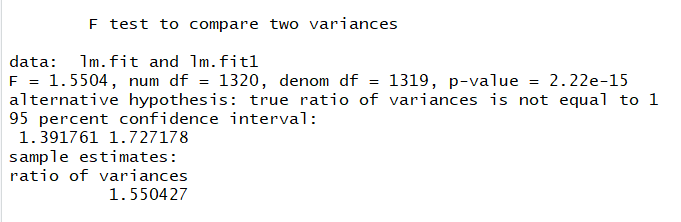 F test to compare two variances
data: lm.fit and lm.fit1
F = 1.5504, num df = 1320, denom df = 1319, p-value = 2.22e-15
alternative hypothesis: true ratio of variances is not equal to 1
95 percent confidence interval:
1.391761 1.727178
sample estimates:
ratio of variances
1.550427